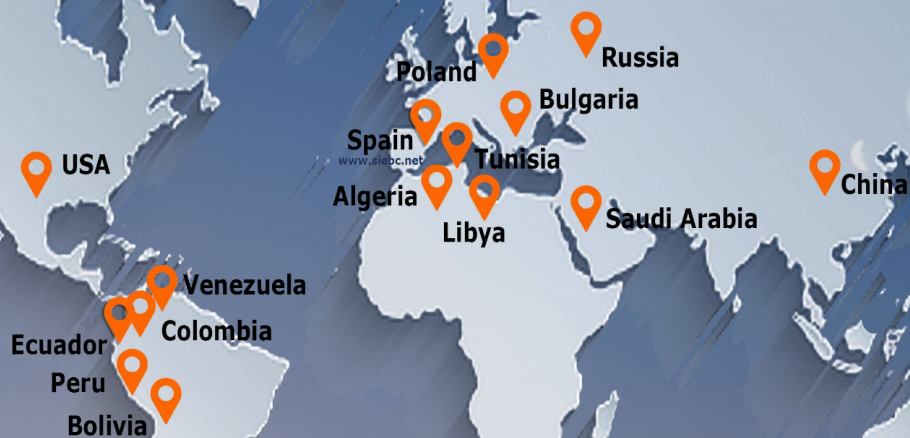 Russia
Poland
Bulgaria
Spain
Tunisia
www.siebc.net
USA
China
Algeria
Saudi Arabia
Libya
Venezuela
Colombia
Ecuador
Peru
Bolivia